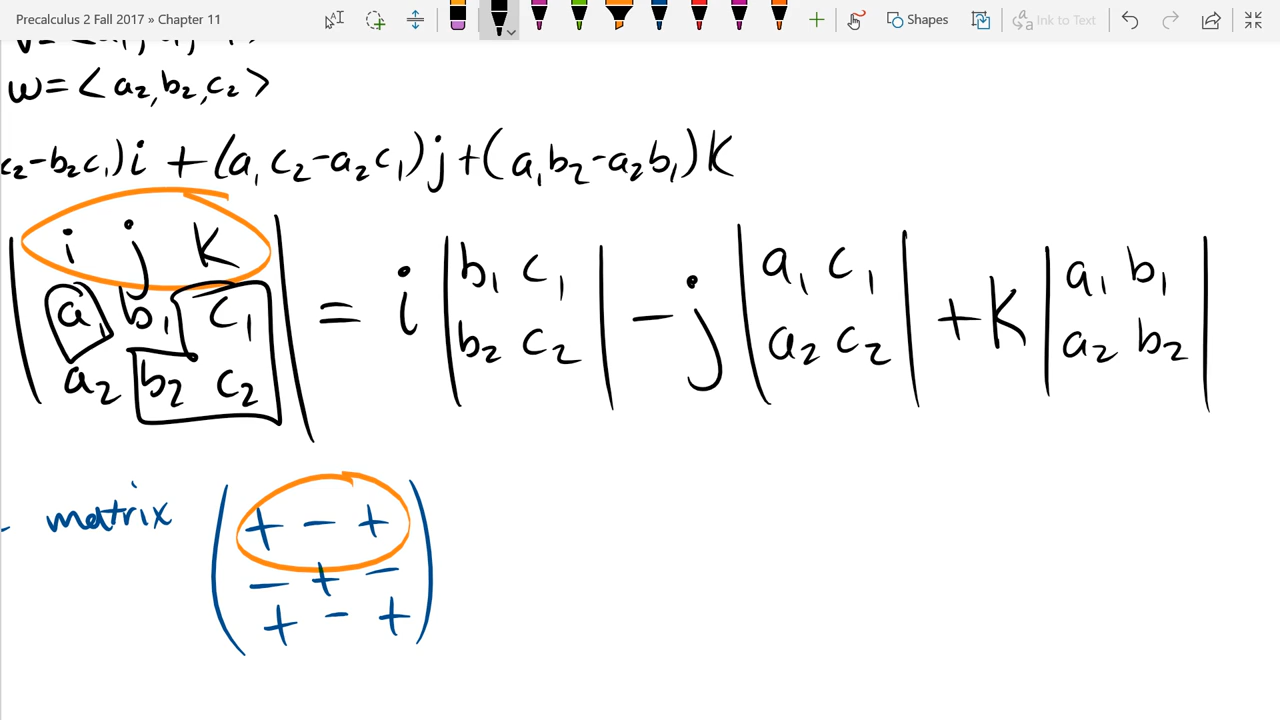 Precalculus 2 Fall 2017 » Chapter 11
Shapes
Ink to Text
w=<a₂,b₂,c₂>
c₂-b₂c₁)i +(a₁c₂-a₂c₁)j+(a₁b₂-a₂b₁)K
|i j K| = i|b₁ c₁| -j|a₁ c₁| +K|a₁ b₁|
|a₁ b₁ c₁| |b₂ c₂| |a₂ c₂| |a₂ b₂|
|a₂ b₂ c₂|
- matrix (+ - +)
(- + -)
(+ - +)